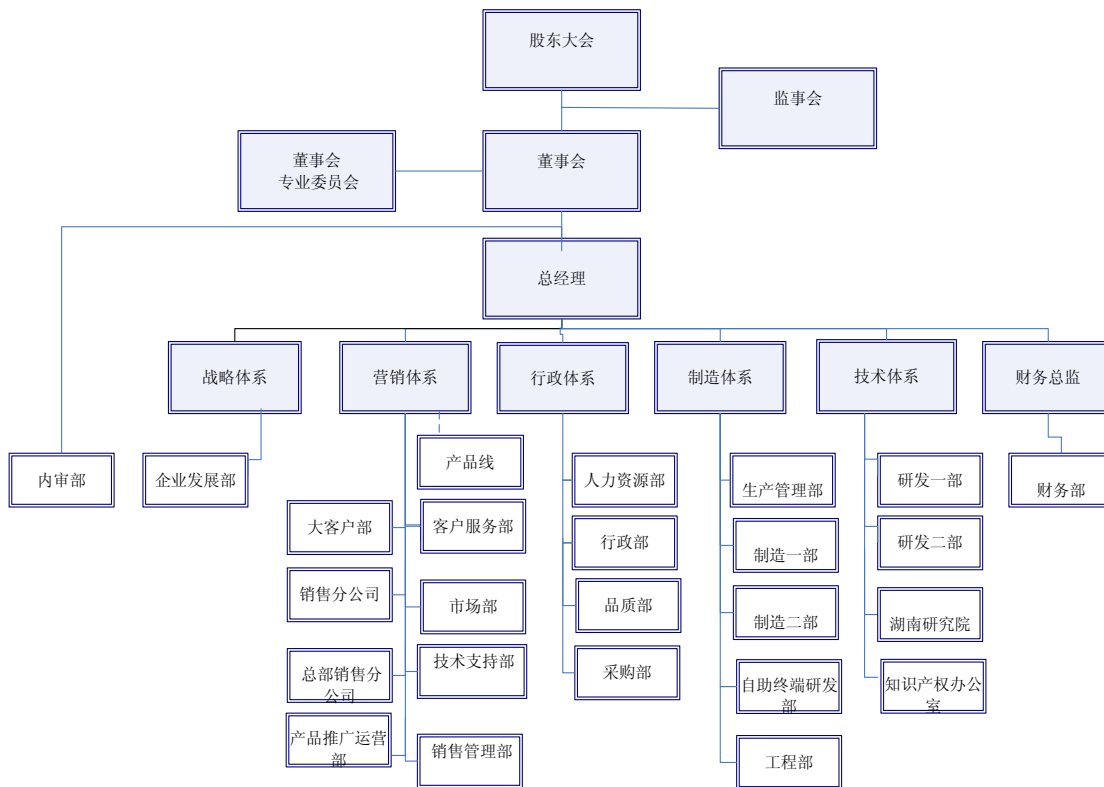 股东大会
监事会
董事会
专业委员会
董事会
总经理
战略体系
营销体系
行政体系
制造体系
技术体系
财务总监
内审部
企业发展部
产品线
大客户部
客户服务部
销售分公司
市场部
总部销售分
公司
技术支持部
产品推广运营
部
销售管理部
人力资源部
行政部
品质部
采购部
生产管理部
制造一部
制造二部
自助终端研发
部
工程部
研发一部
研发二部
湖南研究院
知识产权办公
室
财务部